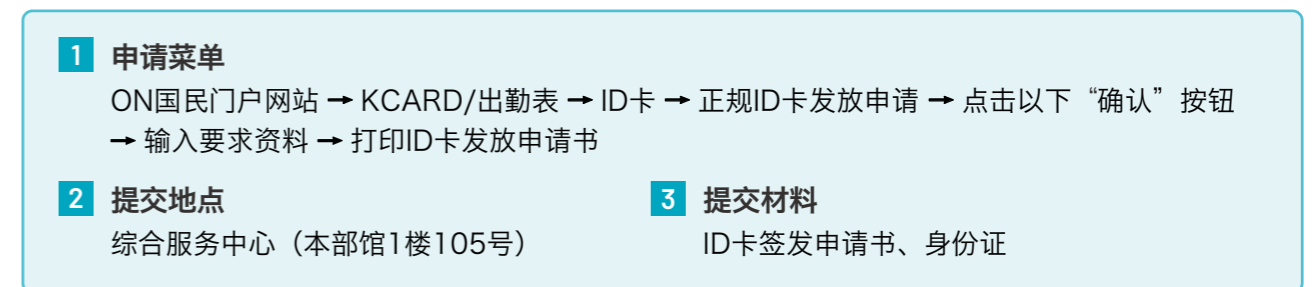 1 申请菜单
ON国民门户网站 → KCARD/出勤表 → ID卡 → 正规ID卡发放申请 → 点击以下“确认”按钮
→ 输入要求资料 → 打印ID卡发放申请书
2 提交地点
综合服务中心（本部馆1楼105号）
3 提交材料
ID卡签发申请书、身份证